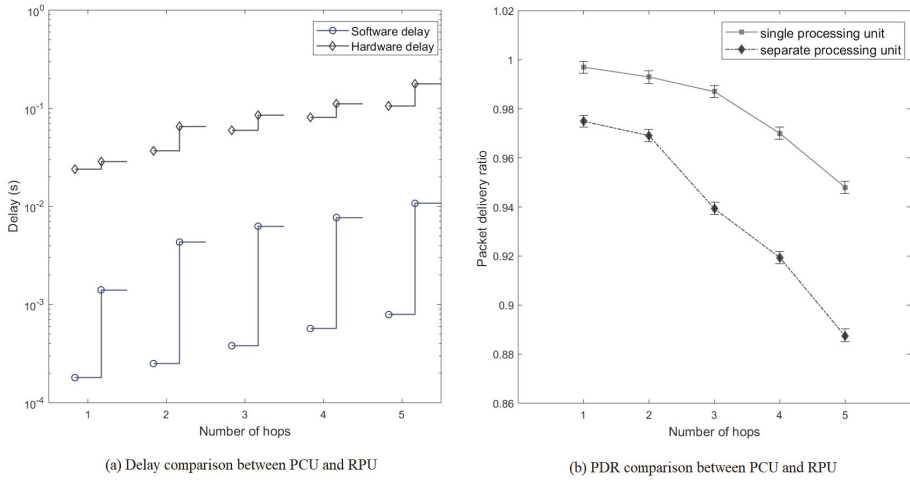 10^0
10^-1
10^-2
10^-3
10^-4
Delay (s)
Software delay
Hardware delay
1 2 3 4 5
Number of hops
(a) Delay comparison between PCU and RPU
1.02
1
0.98
0.96
0.94
0.92
0.9
0.88
0.86
Packet delivery ratio
single processing unit
separate processing unit
1 2 3 4 5
Number of hops
(b) PDR comparison between PCU and RPU